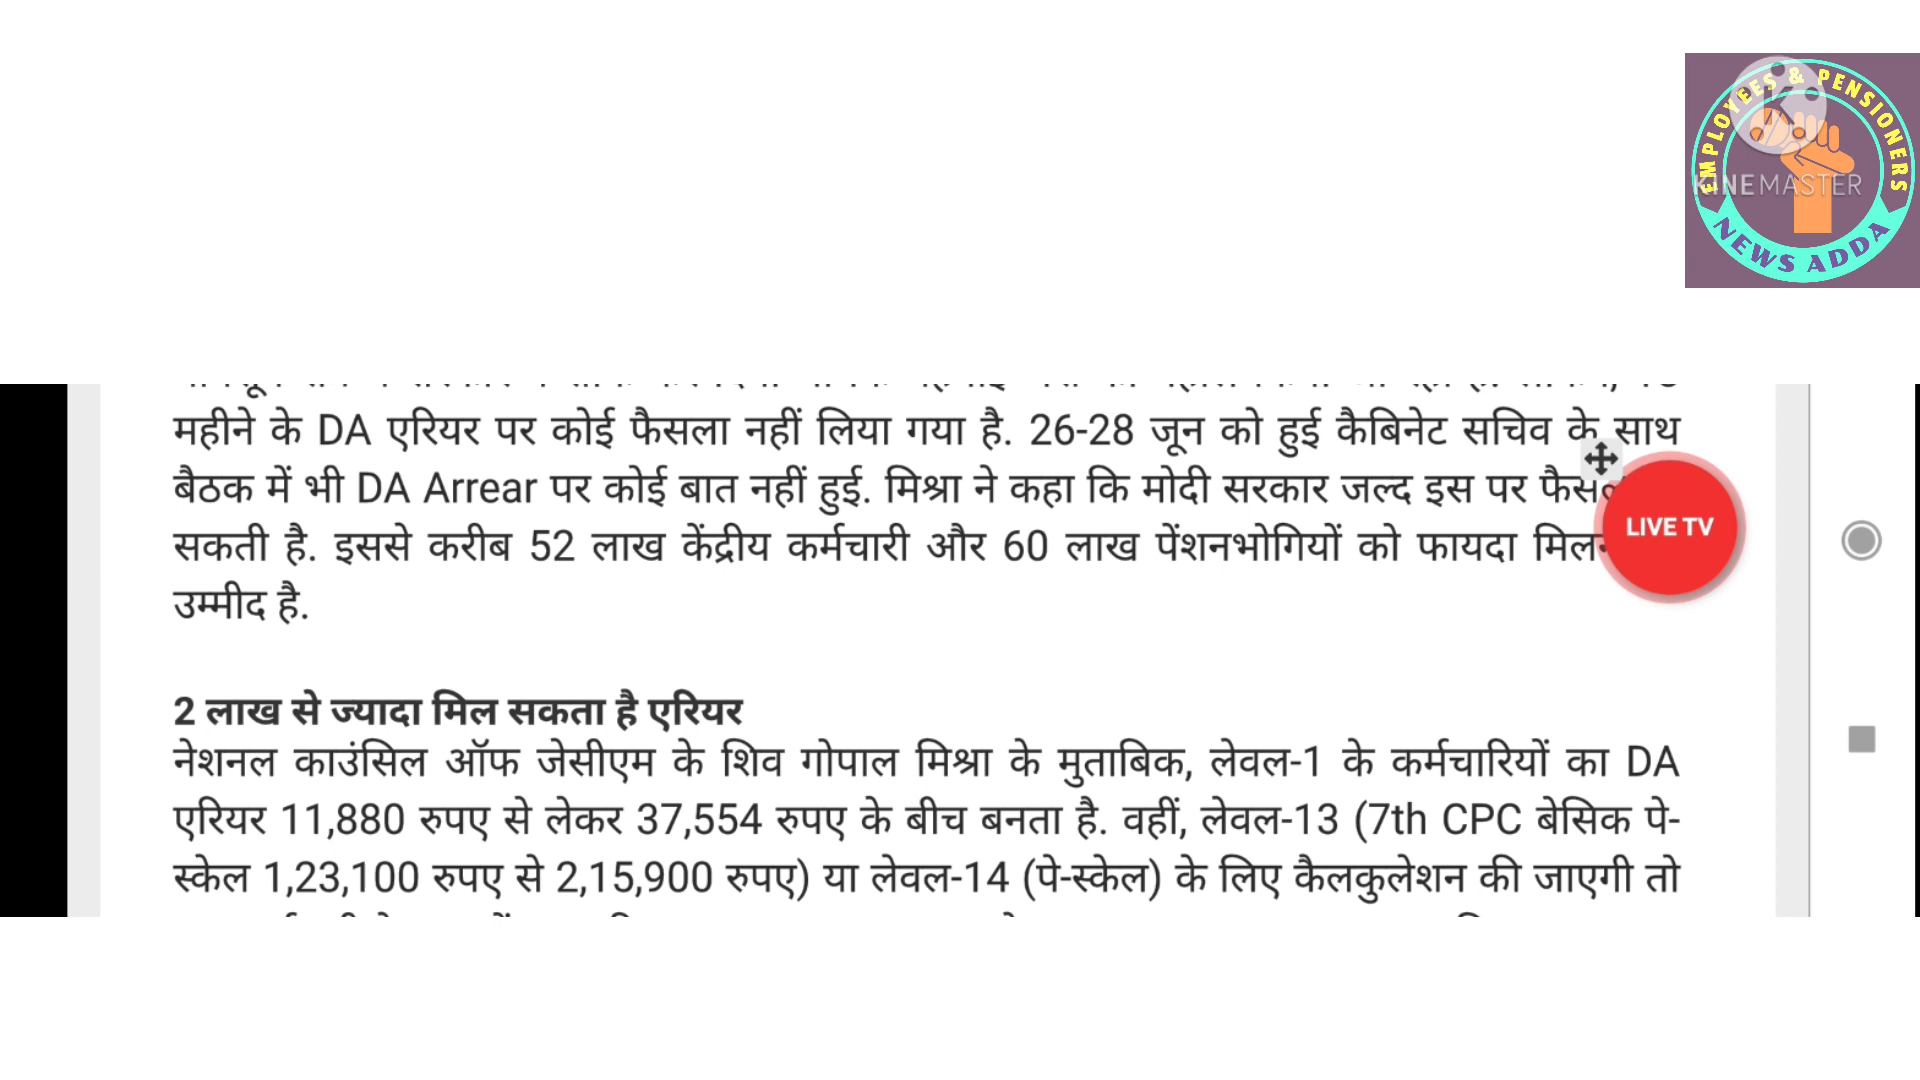 EMPLOYEES & PENSIONERS
NEWS ADDA
KINEMASTER
महीने के DA एरियर पर कोई फैसला नहीं लिया गया है. 26-28 जून को हुई कैबिनेट सचिव के साथ
बैठक में भी DA Arrear पर कोई बात नहीं हुई. मिश्रा ने कहा कि मोदी सरकार जल्द इस पर
सकती है. इससे करीब 52 लाख केंद्रीय कर्मचारी और 60 लाख पेंशनभोगियों को फायदा
उम्मीद है.
LIVE TV
2 लाख से ज्यादा मिल सकता है एरियर
नेशनल काउंसिल ऑफ जेसीएम के शिव गोपाल मिश्रा के मुताबिक, लेवल-1 के कर्मचारियों का DA
एरियर 11,880 रुपए से लेकर 37,554 रुपए के बीच बनता है. वहीं, लेवल-13 (7th CPC बेसिक पे-
स्केल 1,23,100 रुपए से 2,15,900 रुपए) या लेवल-14 (पे-स्केल) के लिए कैलकुलेशन की जाएगी तो